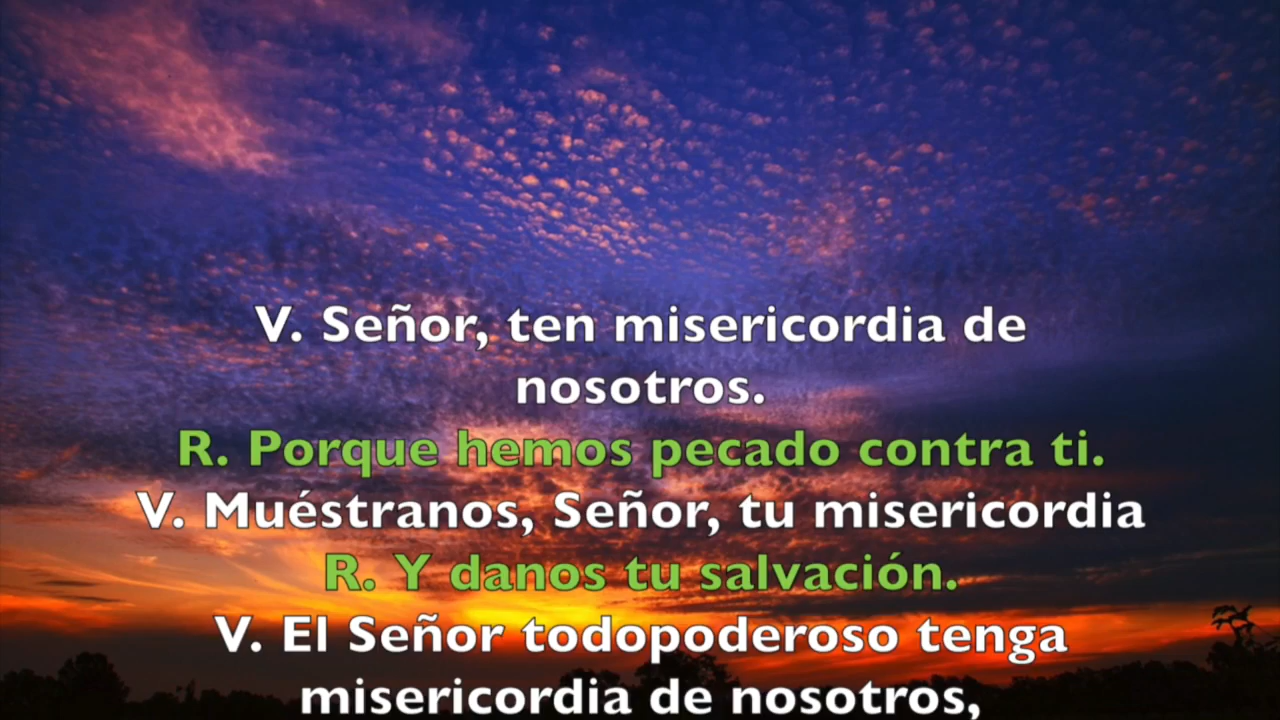 V. Señor, ten misericordia de
nosotros.
R. Porque hemos pecado contra ti.
V. Muéstranos, Señor, tu misericordia
R. Y danos tu salvación.
V. El Señor todopoderoso tenga
misericordia de nosotros,